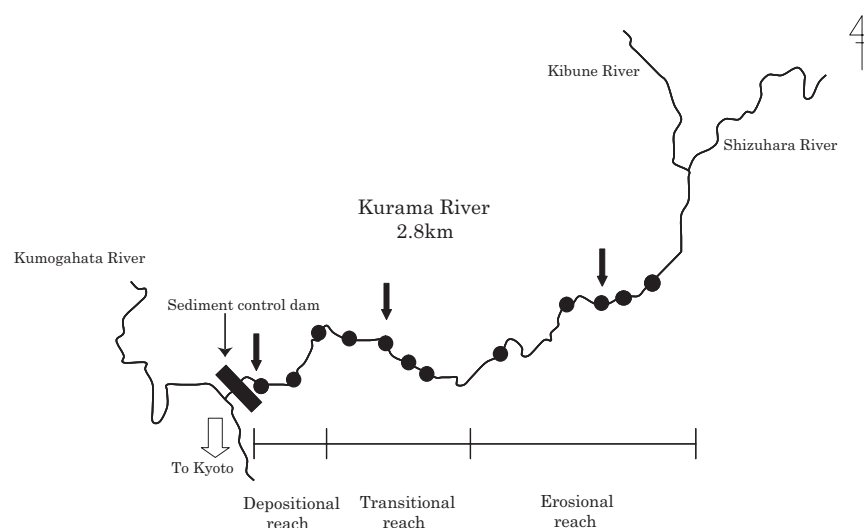 Kibune River
Shizuhara River
Kurama River
2.8km
Kumogahata River
Sediment control dam
To Kyoto
Depositional
reach
Transitional
reach
Erosional
reach